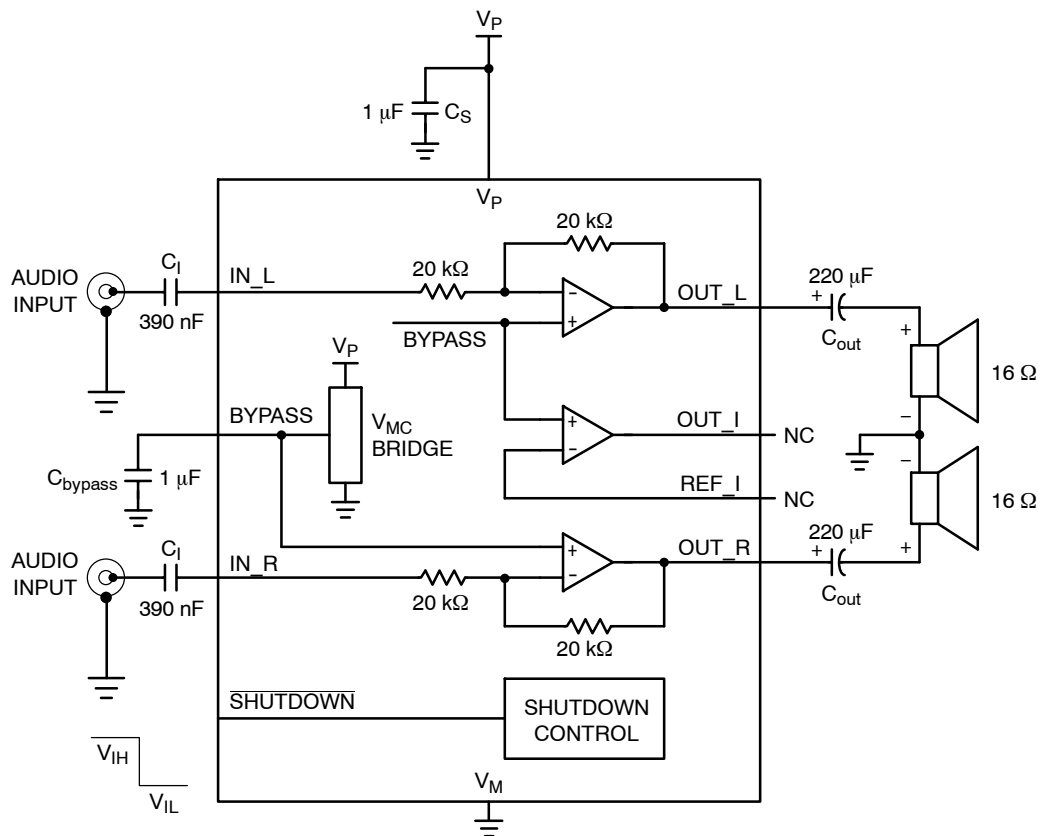 V_P
1 μF
C_S
V_P
20 kΩ
AUDIO
INPUT
C_I
390 nF
IN_L
20 kΩ
−
+
OUT_L
220 μF
+
C_out
+
−
16 Ω
BYPASS
V_P
BYPASS
V_MC
BRIDGE
+
−
OUT_I
NC
REF_I
NC
C_bypass
1 μF
−
+
16 Ω
AUDIO
INPUT
C_I
390 nF
IN_R
20 kΩ
+
−
OUT_R
220 μF
+
C_out
20 kΩ
SHUTDOWN
SHUTDOWN
CONTROL
V_IH
V_IL
V_M